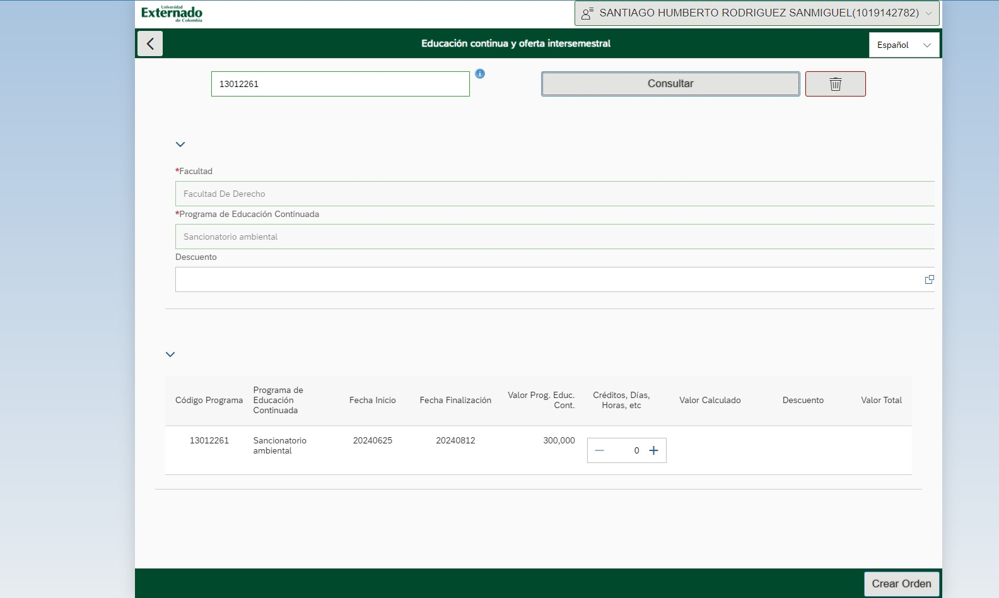 Universidad
Externado
de Colombia
SANTIAGO HUMBERTO RODRIGUEZ SANMIGUEL(1019142782)
Educación continua y oferta intersemestral
Español
13012261
Consultar
*Facultad
Facultad De Derecho
*Programa de Educación Continuada
Sancionatorio ambiental
Descuento
Código Programa
Programa de
Educación
Continuada
Fecha Inicio
Fecha Finalización
Valor Prog. Educ.
Cont.
Créditos, Días,
Horas, etc
Valor Calculado
Descuento
Valor Total
13012261
Sancionatorio
ambiental
20240625
20240812
300,000
0
Crear Orden